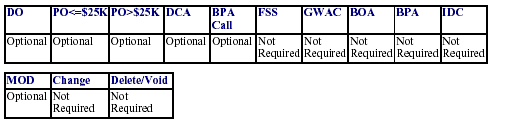 DO PO<=$25K PO>$25K DCA BPA Call FSS GWAC BOA BPA IDC
Optional Optional Optional Optional Optional Not Required Not Required Not Required Not Required Not Required
MOD Change Delete/Void
Optional Not Required Not Required